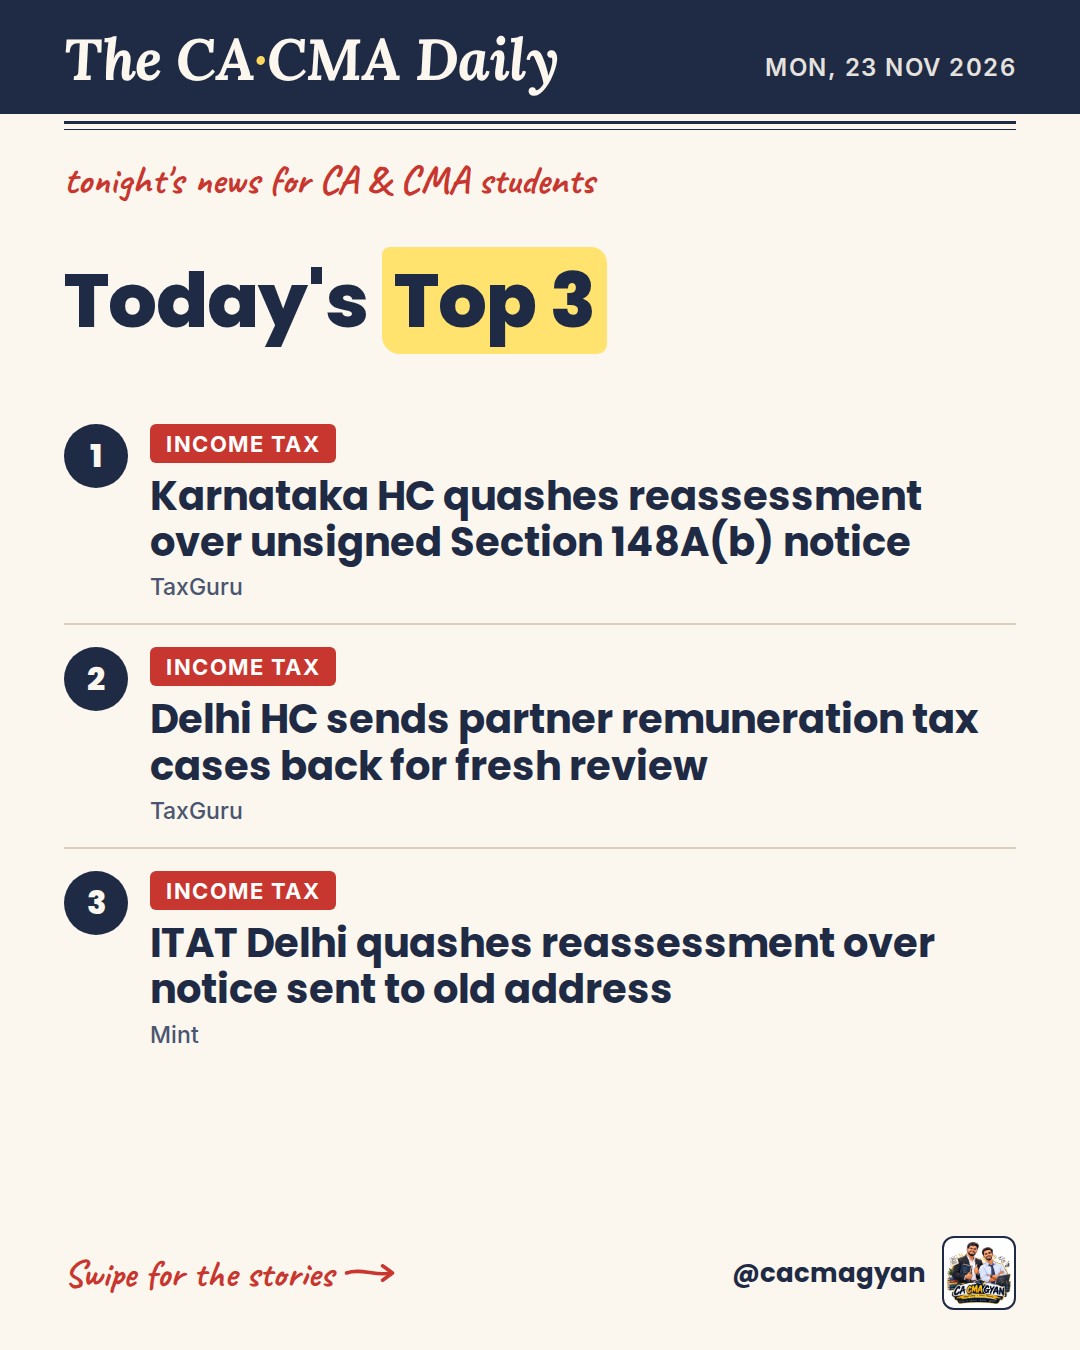 The CA·CMA Daily
MON, 23 NOV 2026
tonight's news for CA & CMA students
Today's Top 3
1
INCOME TAX
Karnataka HC quashes reassessment
over unsigned Section 148A(b) notice
TaxGuru
2
INCOME TAX
Delhi HC sends partner remuneration tax
cases back for fresh review
TaxGuru
3
INCOME TAX
ITAT Delhi quashes reassessment over
notice sent to old address
Mint
Swipe for the stories
@cacmagyan
CA CMA GYAN